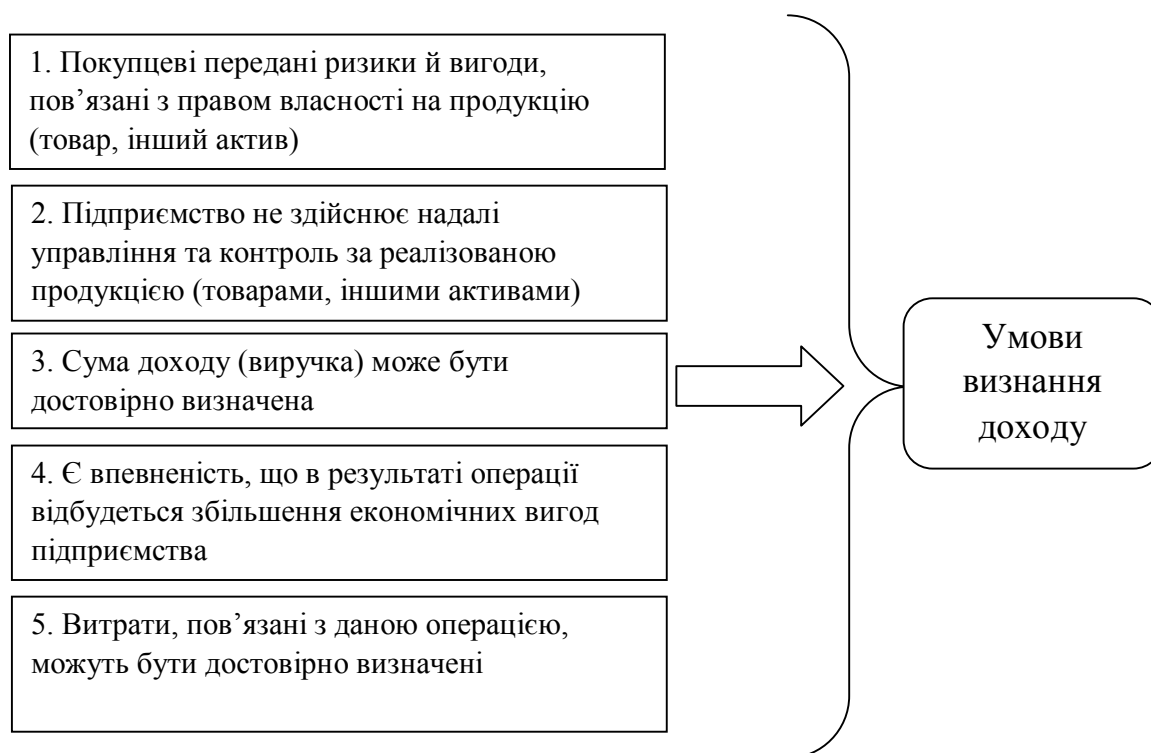 1. Покупцеві передані ризики й вигоди,
пов’язані з правом власності на продукцію
(товар, інший актив)
2. Підприємство не здійснює надалі
управління та контроль за реалізованою
продукцією (товарами, іншими активами)
3. Сума доходу (виручка) може бути
достовірно визначена
4. Є впевненість, що в результаті операції
відбудеться збільшення економічних вигод
підприємства
5. Витрати, пов’язані з даною операцією,
можуть бути достовірно визначені
Умови
визнання
доходу